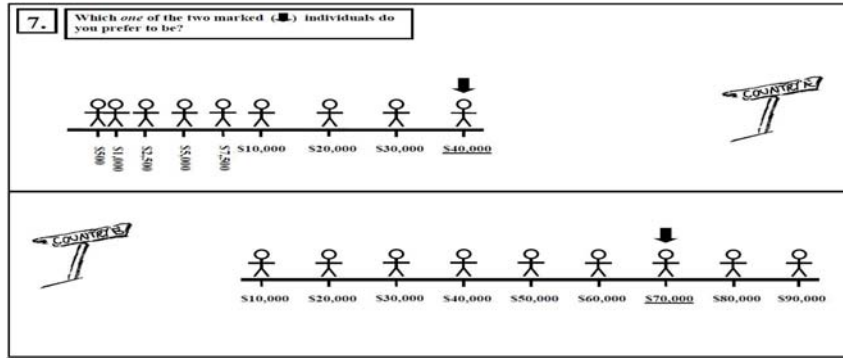 7.
Which one of the two marked (🡇) individuals do
you prefer to be?
COUNTRY A
$500 $1,000 $2,500 $5,000 $7,500 $10,000 $20,000 $30,000 $40,000
COUNTRY B
$10,000 $20,000 $30,000 $40,000 $50,000 $60,000 $70,000 $80,000 $90,000